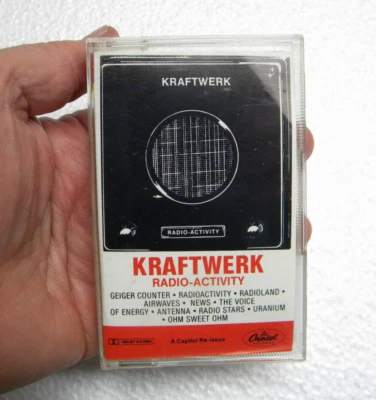 KRAFTWERK
RADIO-ACTIVITY
KRAFTWERK
RADIO-ACTIVITY
GEIGER COUNTER • RADIOACTIVITY • RADIOLAND •
AIRWAVES • NEWS • THE VOICE
OF ENERGY • ANTENNA • RADIO STARS • URANIUM
• OHM SWEET OHM
A Capitol Re-issue
Capitol